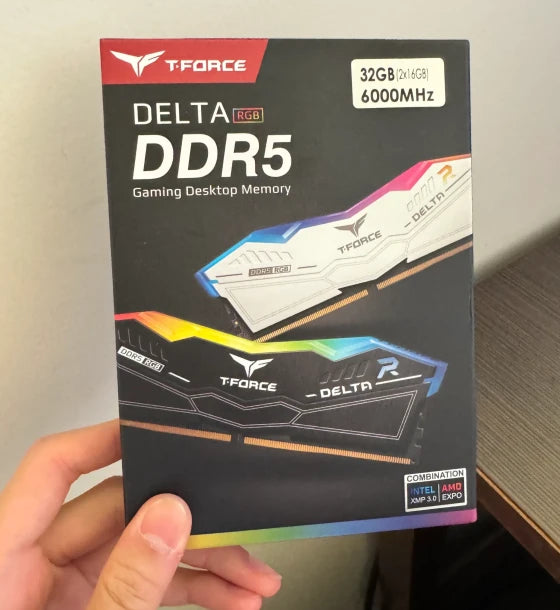 T-FORCE
32GB(2x16GB)
6000MHz
DELTA RGB
DDR5
Gaming Desktop Memory
T-FORCE
DELTA
R
DDR5 RGB
DDR5 RGB
T-FORCE
DELTA
R
COMBINATION
INTEL AMD
XMP 3.0 EXPO